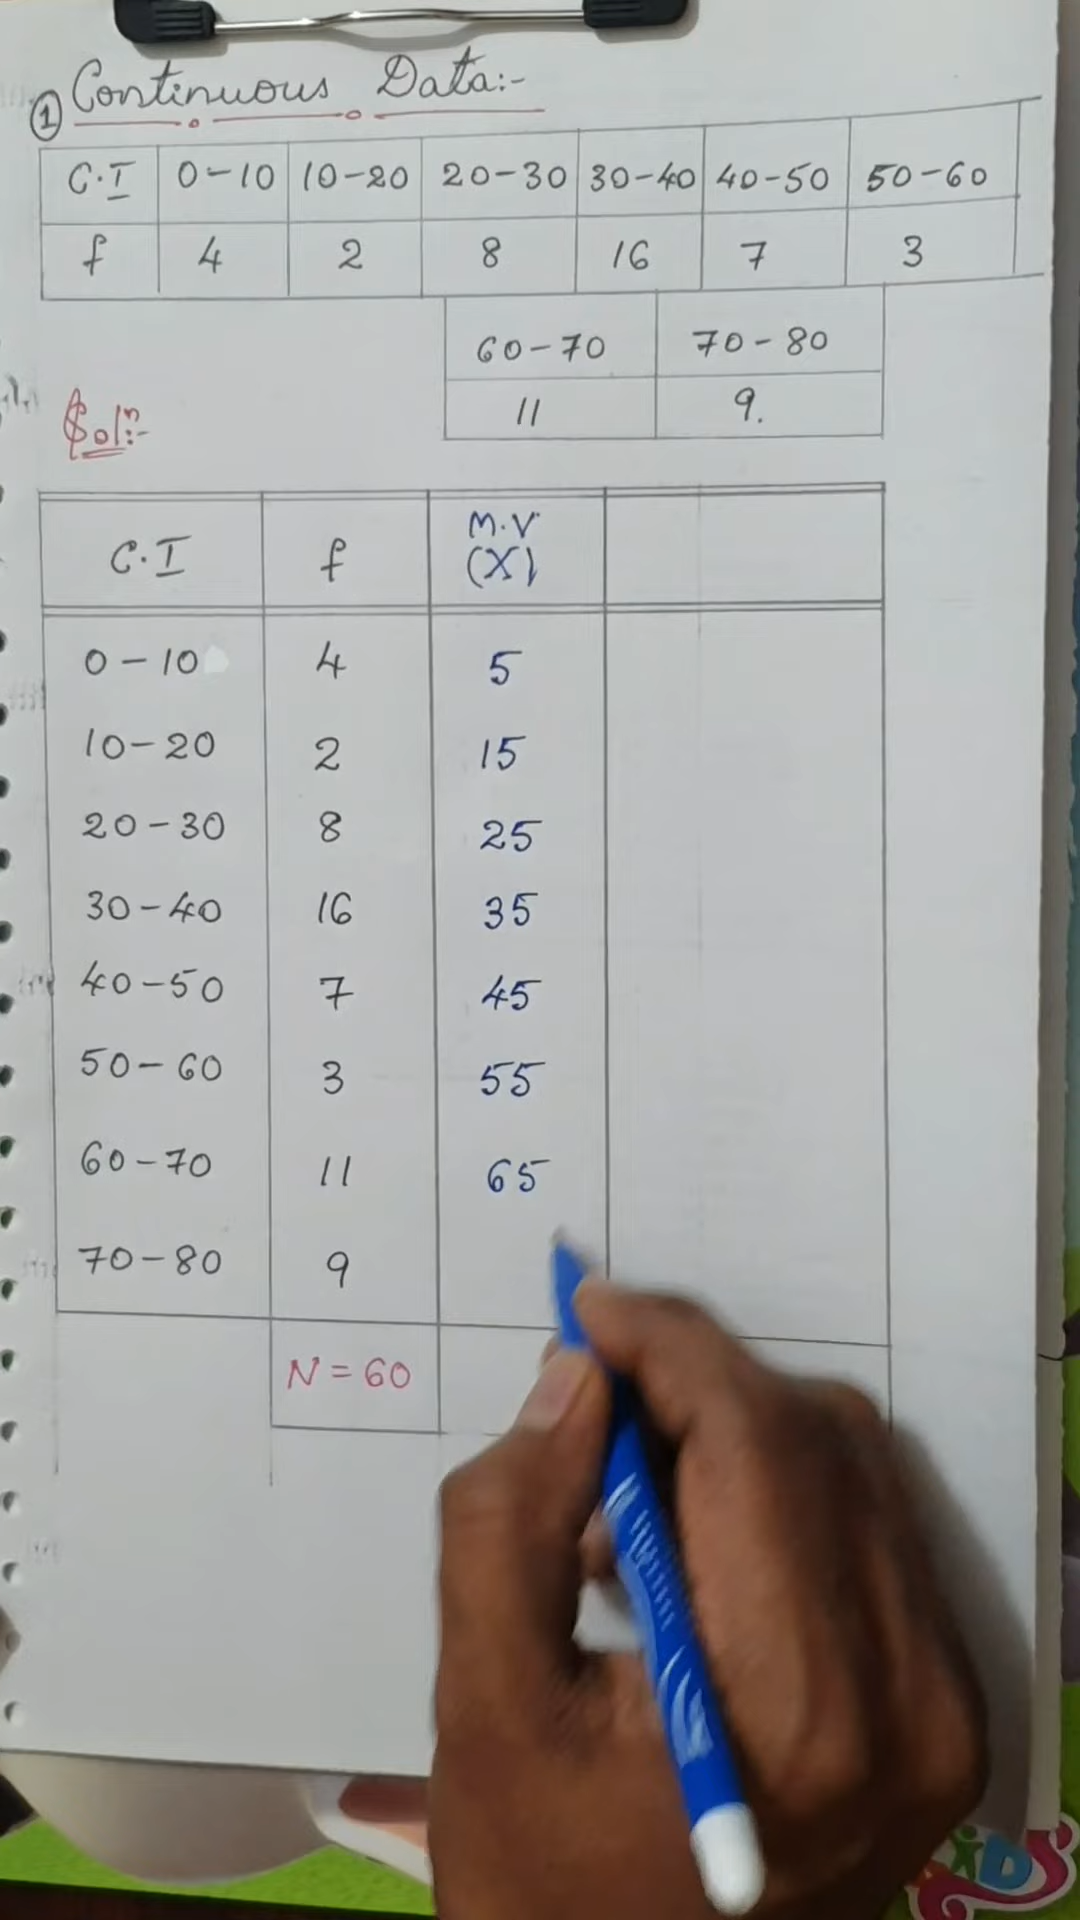 ① Continuous Data:-
C.I 0-10 10-20 20-30 30-40 40-50 50-60
f 4 2 8 16 7 3
60-70 70-80
11 9.
Solⁿ:-
C.I f M.V (X)
0-10 4 5
10-20 2 15
20-30 8 25
30-40 16 35
40-50 7 45
50-60 3 55
60-70 11 65
70-80 9
N = 60